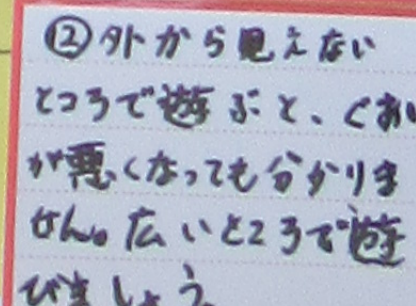 ⑫外から見えない
ところで遊ぶと、ぐあい
が悪くなっても分かりま
せん。広いところで遊
びましょう。